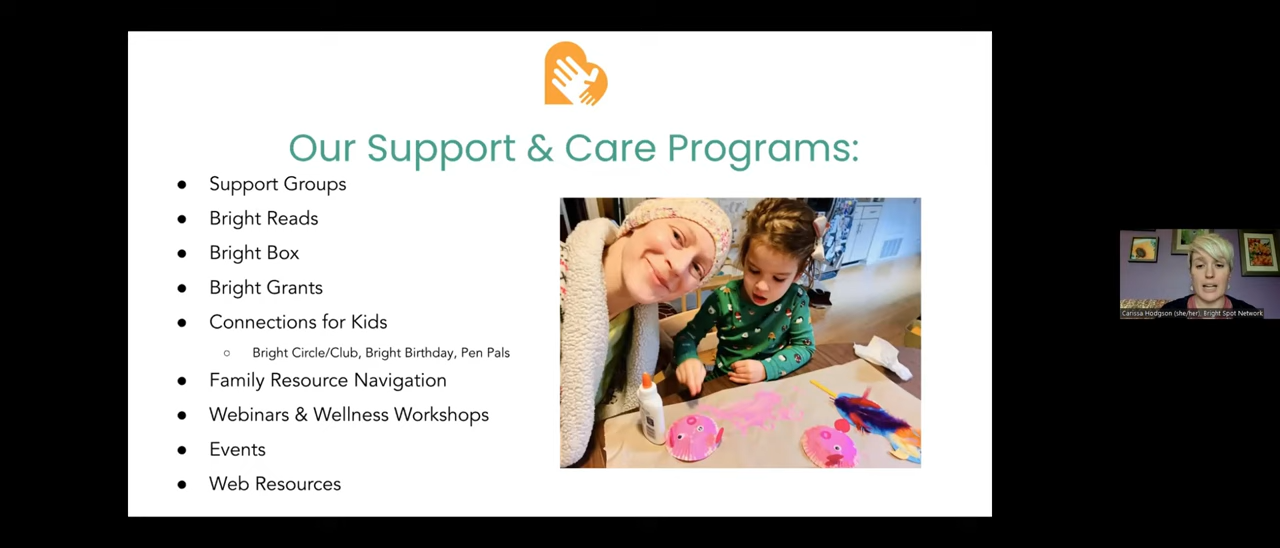 Our Support & Care Programs:
● Support Groups
● Bright Reads
● Bright Box
● Bright Grants
● Connections for Kids
○ Bright Circle/Club, Bright Birthday, Pen Pals
● Family Resource Navigation
● Webinars & Wellness Workshops
● Events
● Web Resources
Carissa Hodgson (she/her), Bright Spot Network